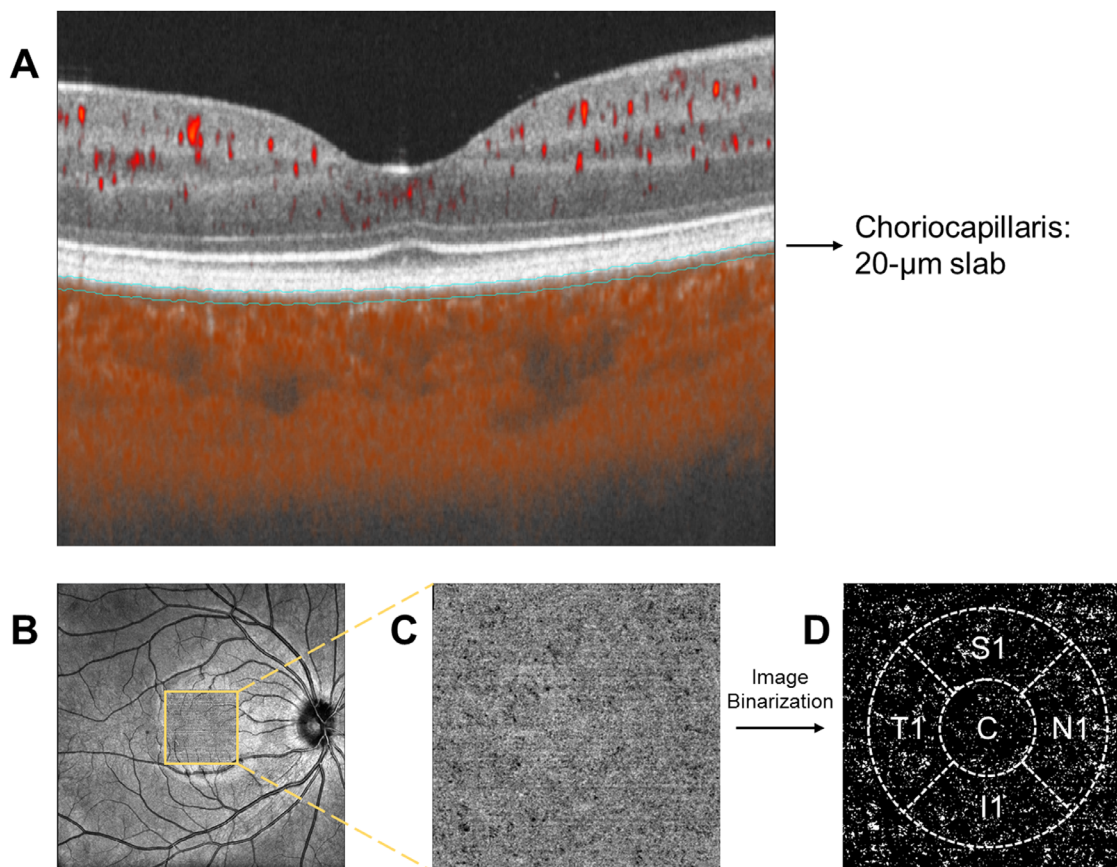 A
Choriocapillaris:
20-µm slab
B
C
Image
Binarization
D
S1
T1
C
N1
I1